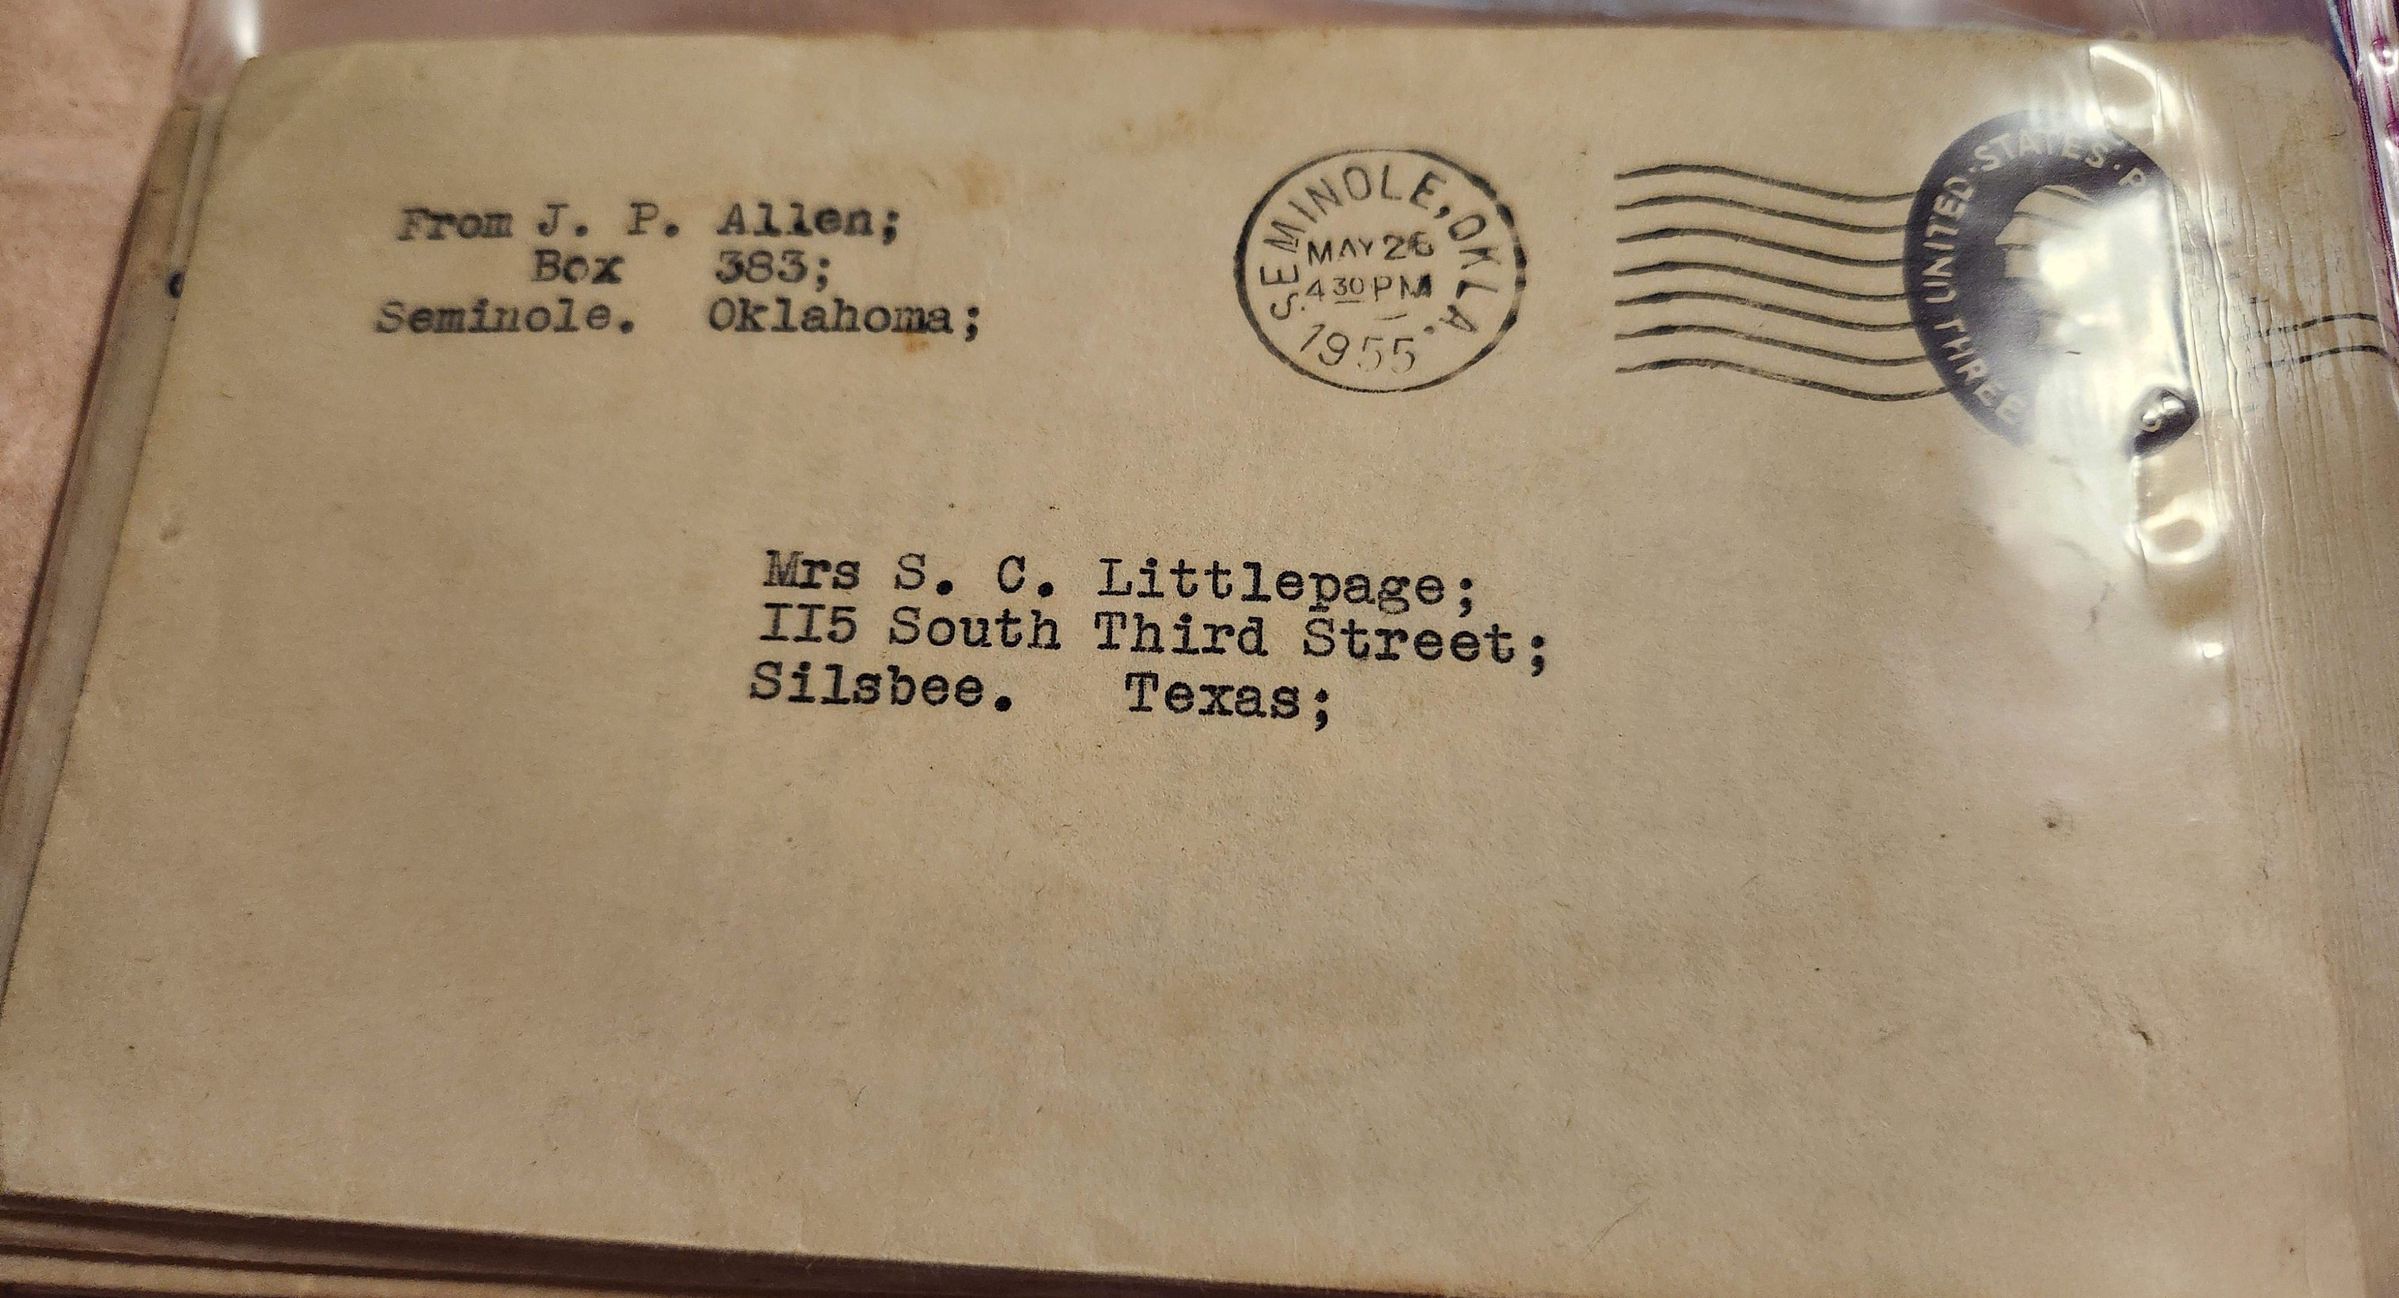 From J. P. Allen;
Box 383;
Seminole. Oklahoma;
SEMINOLE, OKLA.
MAY 26
4 30 PM
1955
UNITED STATES
THREE
Mrs S. C. Littlepage;
II5 South Third Street;
Silsbee. Texas;